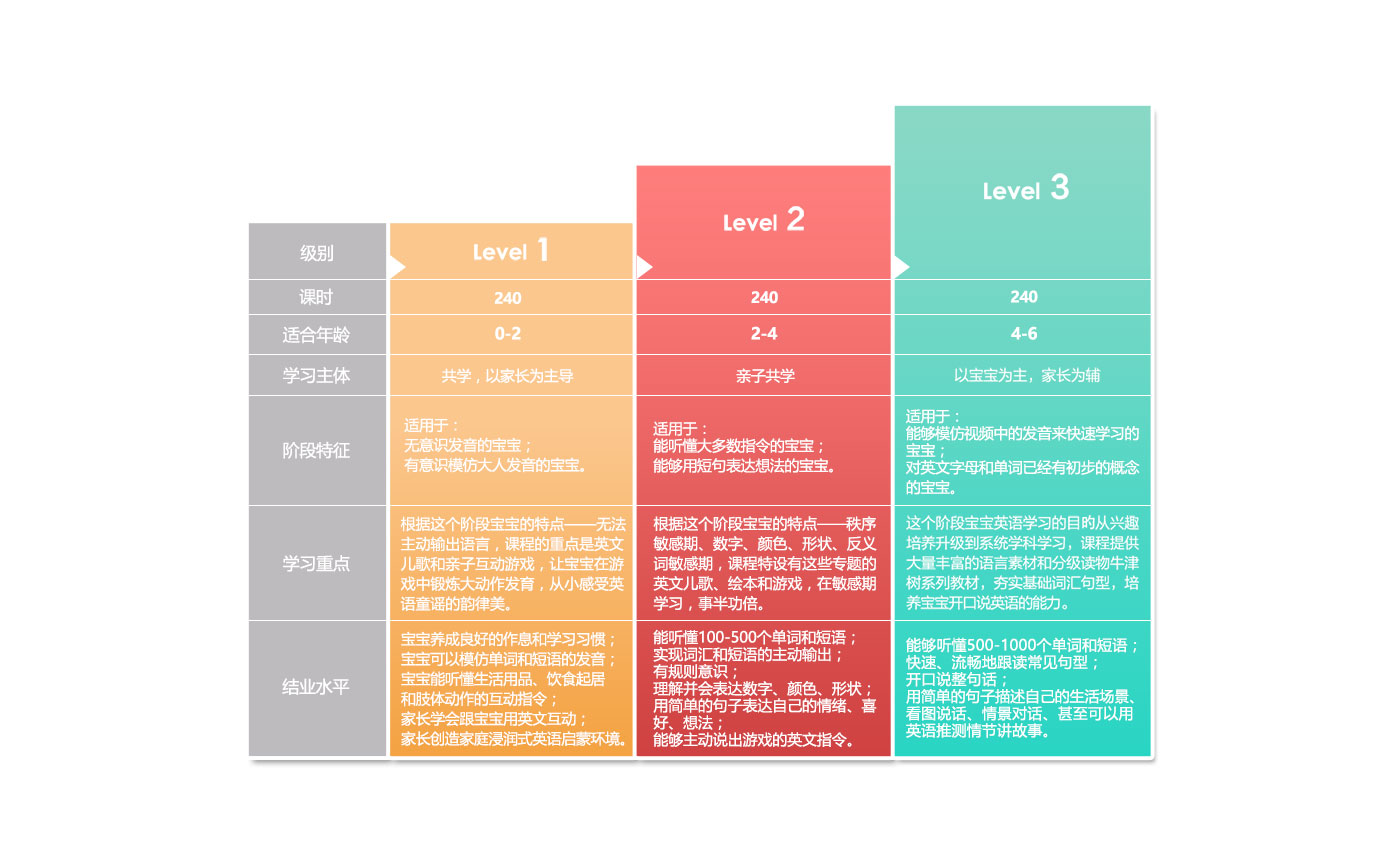 级别
Level 1
Level 2
Level 3
课时
240
240
240
适合年龄
0-2
2-4
4-6
学习主体
共学，以家长为主导
亲子共学
以宝宝为主，家长为辅
阶段特征
适用于：
无意识发音的宝宝；
有意识模仿大人发音的宝宝。
适用于：
能听懂大多数指令的宝宝；
能够用短句表达想法的宝宝。
适用于：
能够模仿视频中的发音来快速学习的
宝宝；
对英文字母和单词已经有初步的概念
的宝宝。
学习重点
根据这个阶段宝宝的特点——无法
主动输出语言，课程的重点是英文
儿歌和亲子互动游戏，让宝宝在游
戏中锻炼大动作发育，从小感受英
语童谣的韵律美。
根据这个阶段宝宝的特点——秩序
敏感期、数字、颜色、形状、反义
词敏感期，课程特设有这些专题的
英文儿歌、绘本和游戏，在敏感期
学习，事半功倍。
这个阶段宝宝英语学习的目的从兴趣
培养升级到系统学科学习，课程提供
大量丰富的语言素材和分级读物牛津
树系列教材，夯实基础词汇句型，培
养宝宝开口说英语的能力。
结业水平
宝宝养成良好的作息和学习习惯；
宝宝可以模仿单词和短语的发音；
宝宝能听懂生活用品、饮食起居
和肢体动作的互动指令；
家长学会跟宝宝用英文互动；
家长创造家庭浸润式英语启蒙环境。
能听懂100-500个单词和短语；
实现词汇和短语的主动输出；
有规则意识；
理解并会表达数字、颜色、形状；
用简单的句子表达自己的情绪、喜
好、想法；
能够主动说出游戏的英文指令。
能够听懂500-1000个单词和短语；
快速、流畅地跟读常见句型；
开口说整句话；
用简单的句子描述自己的生活场景、
看图说话、情景对话、甚至可以用
英语推测情节讲故事。